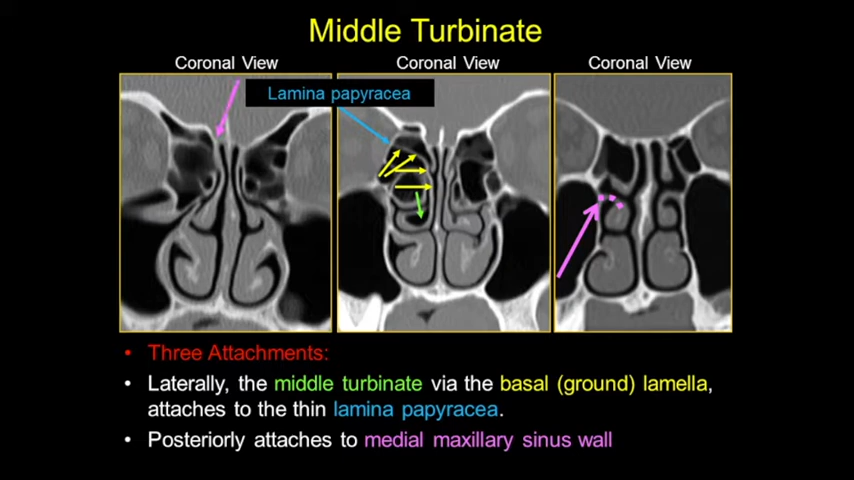 Middle Turbinate
Coronal View
Coronal View
Coronal View
Lamina papyracea
• Three Attachments:
• Laterally, the middle turbinate via the basal (ground) lamella,
attaches to the thin lamina papyracea.
• Posteriorly attaches to medial maxillary sinus wall